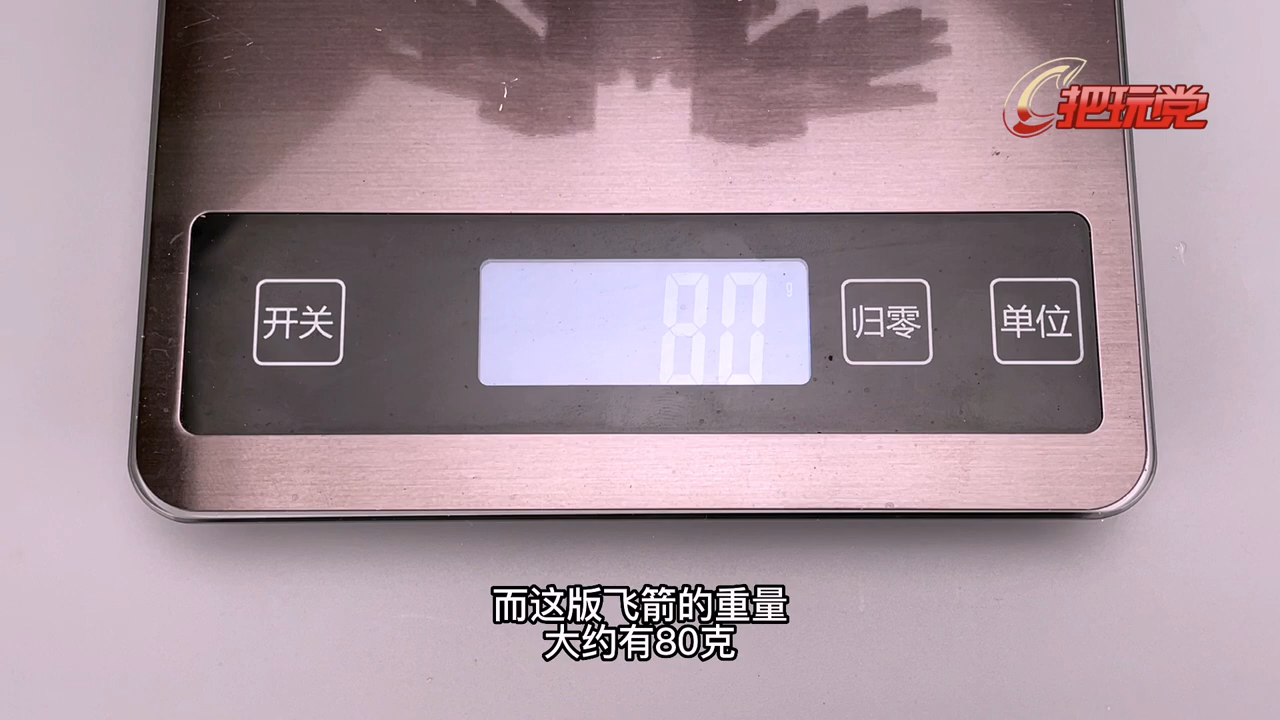 把玩党
开关
80 g
归零
单位
而这版飞箭的重量
大约有80克